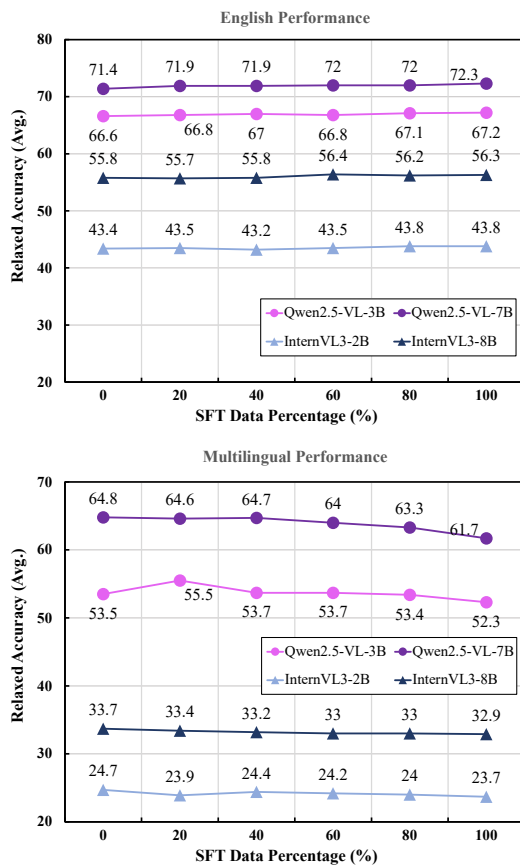 English Performance
80
71.4 71.9 71.9 72 72 72.3
70
66.6 66.8 67 66.8 67.1 67.2
60
55.8 55.7 55.8 56.4 56.2 56.3
50
43.4 43.5 43.2 43.5 43.8 43.8
40
Qwen2.5-VL-3B Qwen2.5-VL-7B
InternVL3-2B InternVL3-8B
30
20
Relaxed Accuracy (Avg.)
0 20 40 60 80 100
SFT Data Percentage (%)
Multilingual Performance
70
64.8 64.6 64.7 64 63.3 61.7
60
53.5 55.5 53.7 53.7 53.4 52.3
50
Qwen2.5-VL-3B Qwen2.5-VL-7B
InternVL3-2B InternVL3-8B
40
33.7 33.4 33.2 33 33 32.9
30
24.7 23.9 24.4 24.2 24 23.7
20
Relaxed Accuracy (Avg.)
0 20 40 60 80 100
SFT Data Percentage (%)